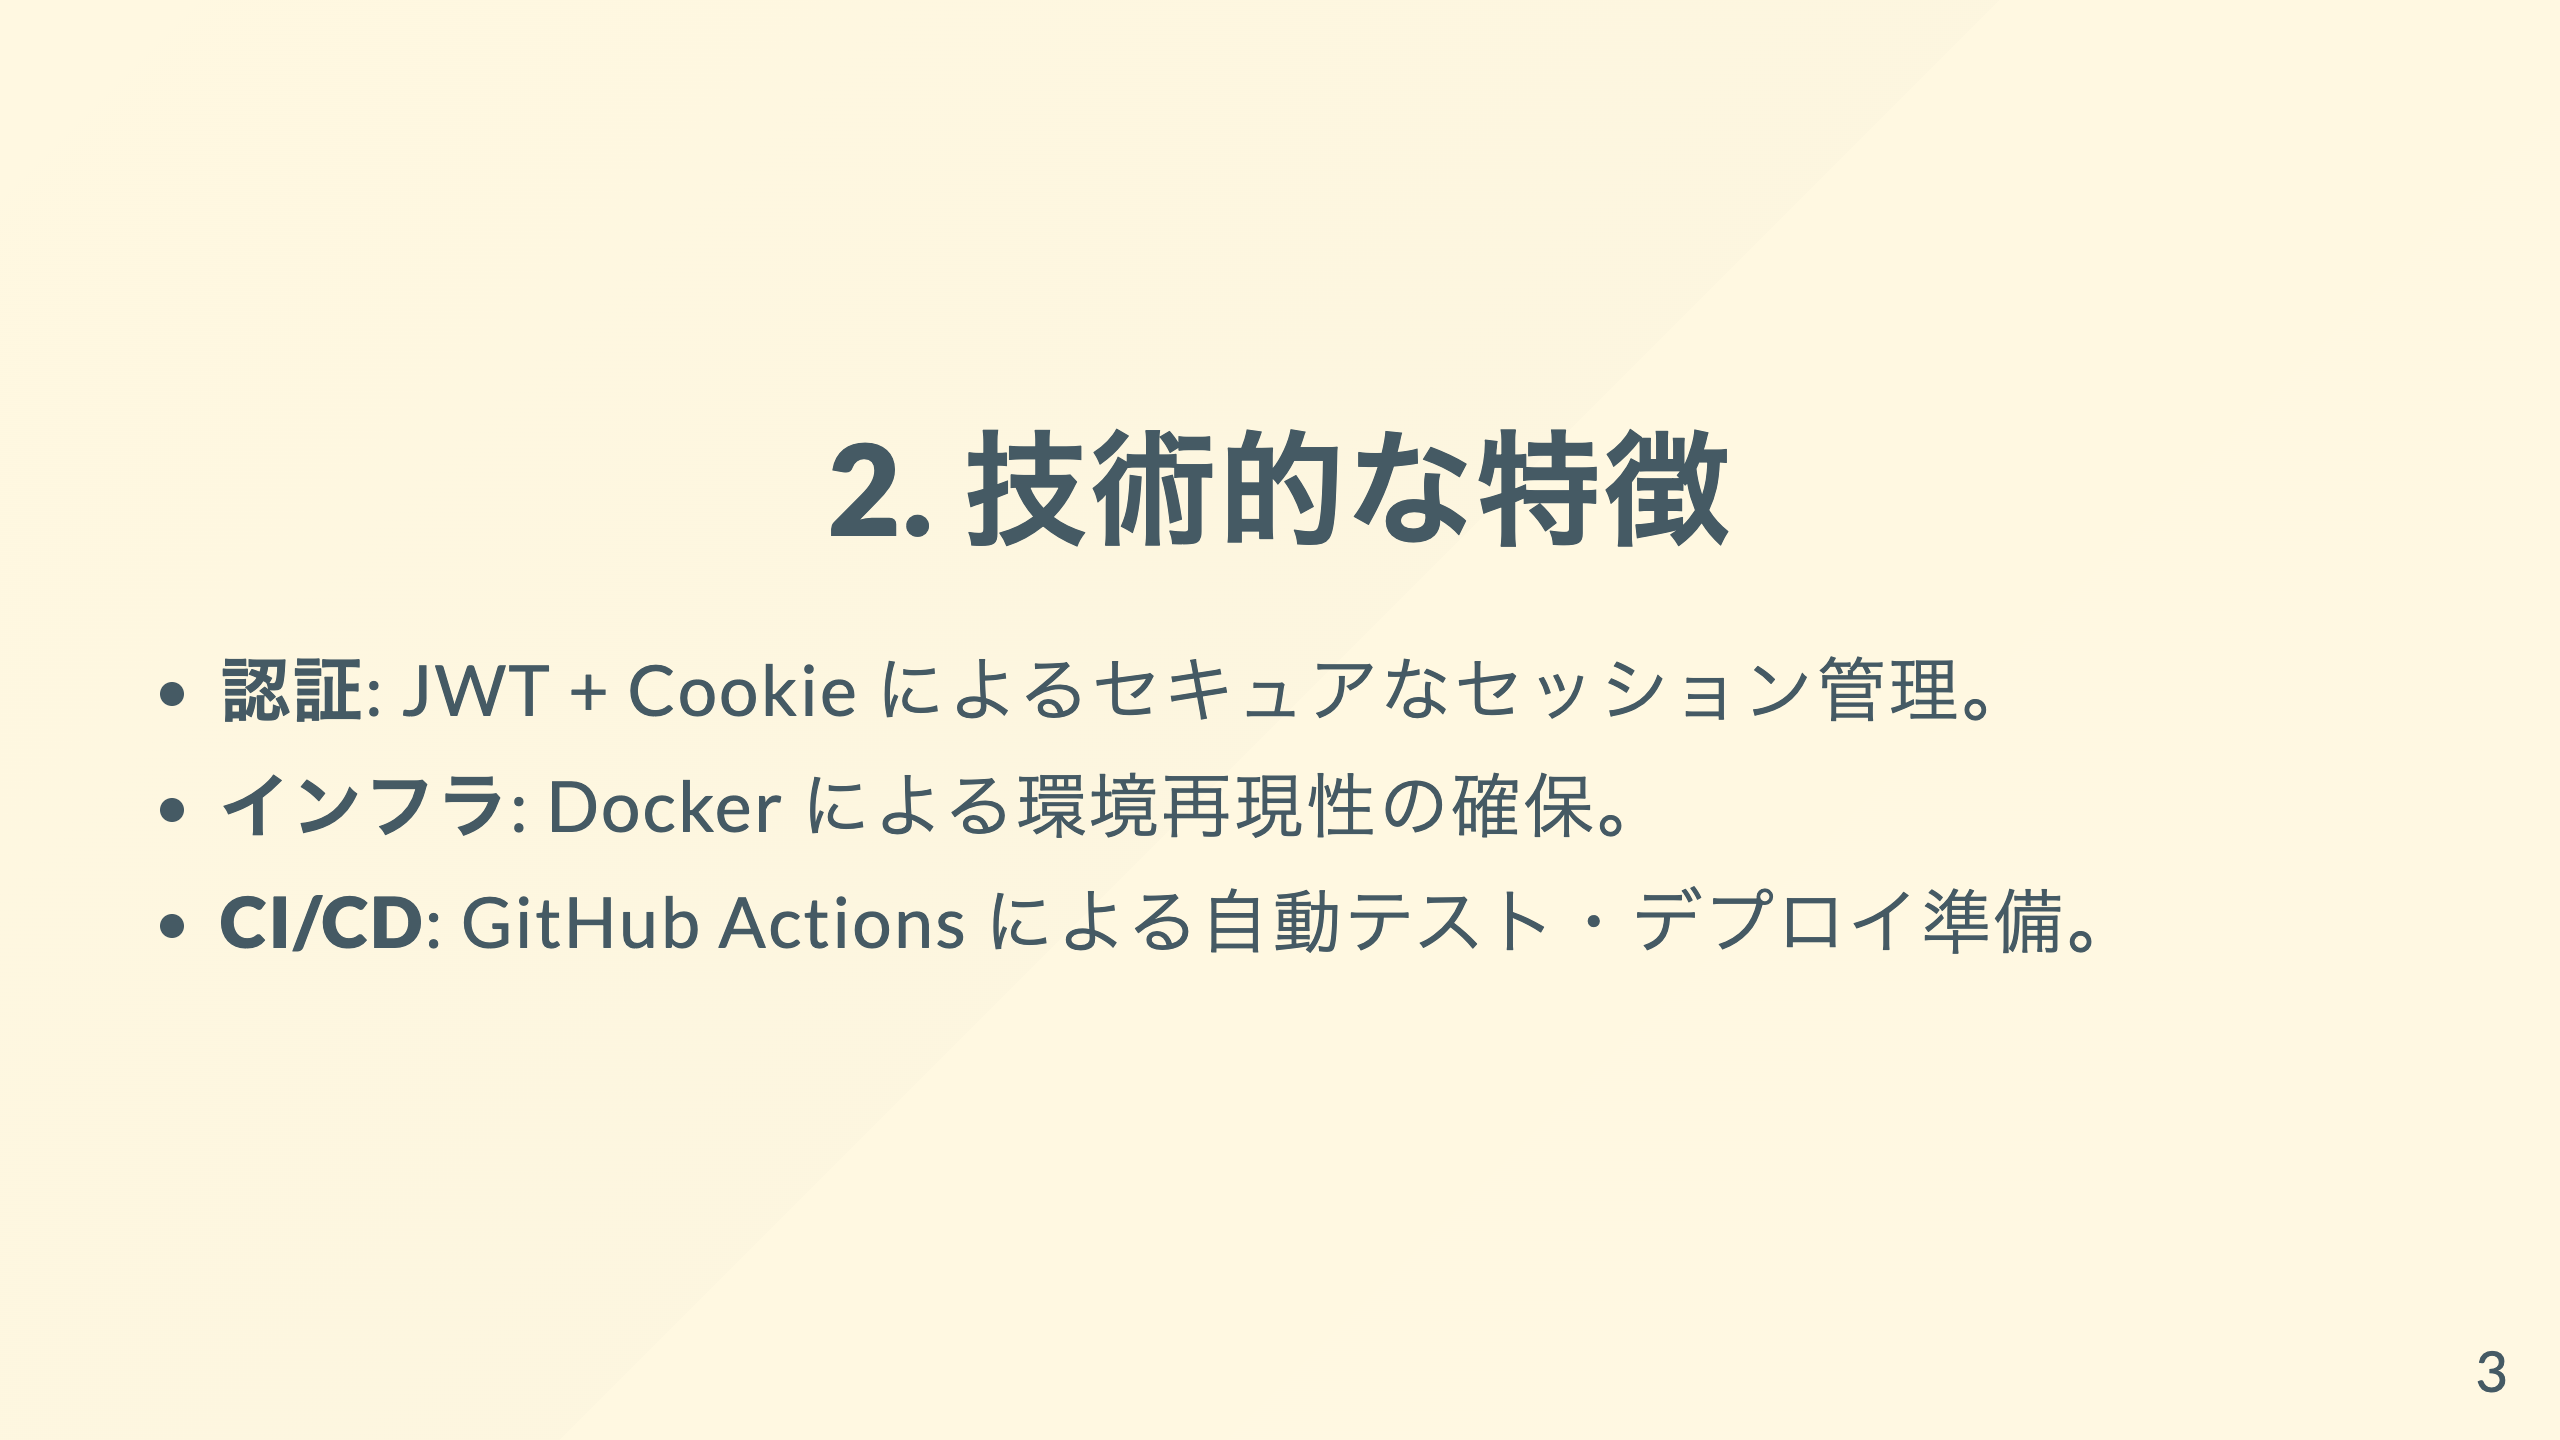 2. 技術的な特徴
• 認証: JWT + Cookie によるセキュアなセッション管理。
• インフラ: Docker による環境再現性の確保。
• CI/CD: GitHub Actions による自動テスト・デプロイ準備。
3